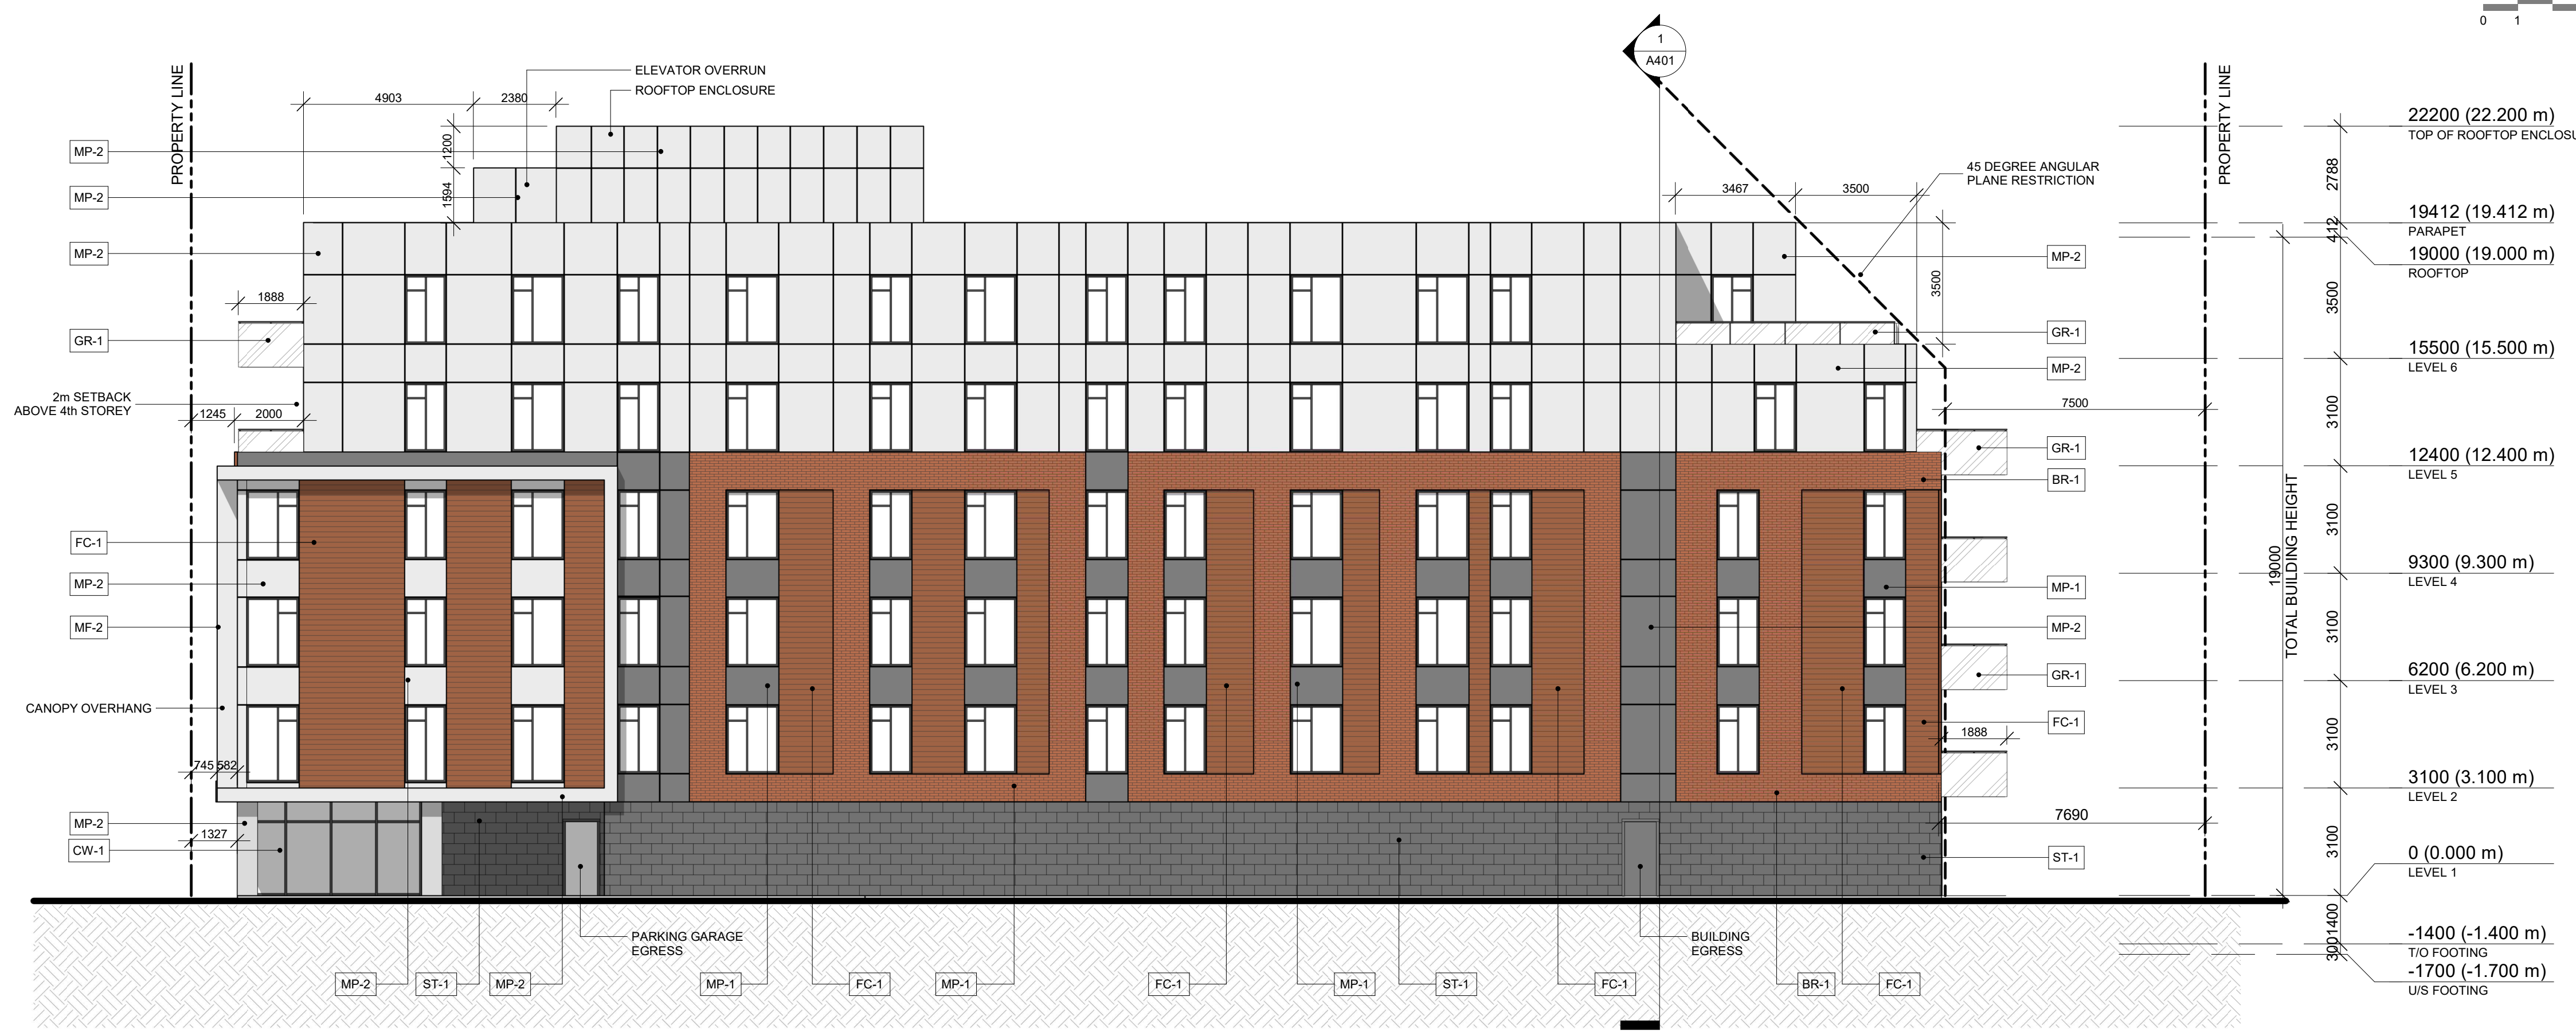 0 1
1
A401
PROPERTY LINE
PROPERTY LINE
ELEVATOR OVERRUN
ROOFTOP ENCLOSURE
4903
2380
1200
1594
MP-2
MP-2
MP-2
1888
GR-1
2m SETBACK
ABOVE 4th STOREY
1245
2000
FC-1
MP-2
MF-2
CANOPY OVERHANG
745
582
MP-2
1327
CW-1
45 DEGREE ANGULAR
PLANE RESTRICTION
3467
3500
3500
MP-2
GR-1
MP-2
7500
GR-1
BR-1
MP-1
MP-2
GR-1
FC-1
1888
7690
ST-1
22200 (22.200 m)
2788
19412 (19.412 m)
PARAPET
412
19000 (19.000 m)
ROOFTOP
3500
15500 (15.500 m)
LEVEL 6
3100
12400 (12.400 m)
LEVEL 5
3100
9300 (9.300 m)
LEVEL 4
19000
TOTAL BUILDING HEIGHT
3100
6200 (6.200 m)
LEVEL 3
3100
3100 (3.100 m)
LEVEL 2
3100
0 (0.000 m)
LEVEL 1
1400
-1400 (-1.400 m)
T/O FOOTING
300
-1700 (-1.700 m)
U/S FOOTING
TOP OF ROOFTOP
PARKING GARAGE
EGRESS
BUILDING
EGRESS
MP-2
ST-1
MP-2
MP-1
FC-1
MP-1
FC-1
MP-1
ST-1
FC-1
BR-1
FC-1